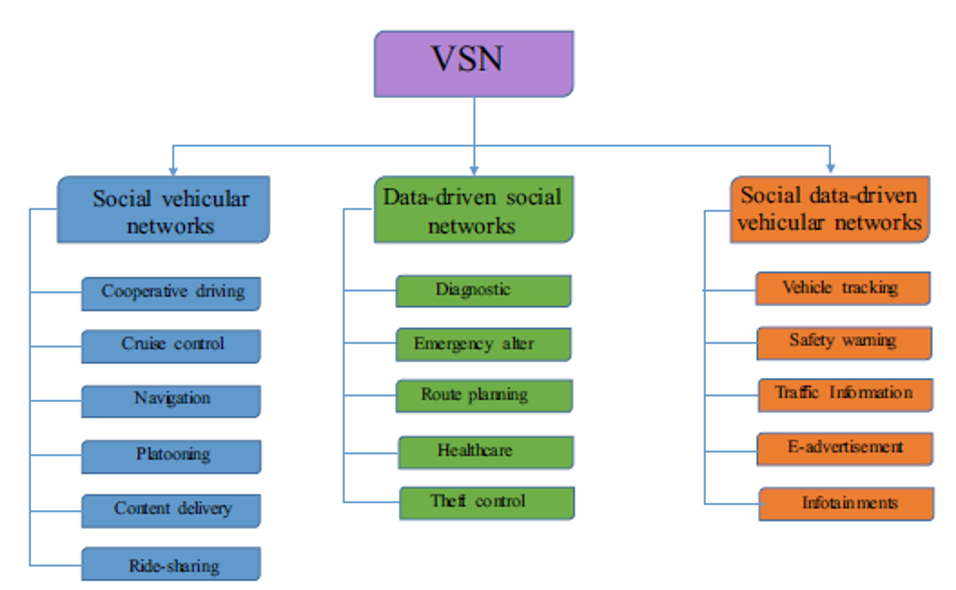 VSN
Social vehicular
networks
Cooperative driving
Cruise control
Navigation
Platooning
Content delivery
Ride-sharing
Data-driven social
networks
Diagnostic
Emergency alter
Route planning
Healthcare
Theft control
Social data-driven
vehicular networks
Vehicle tracking
Safety warning
Traffic Information
E-advertisement
Infotainments